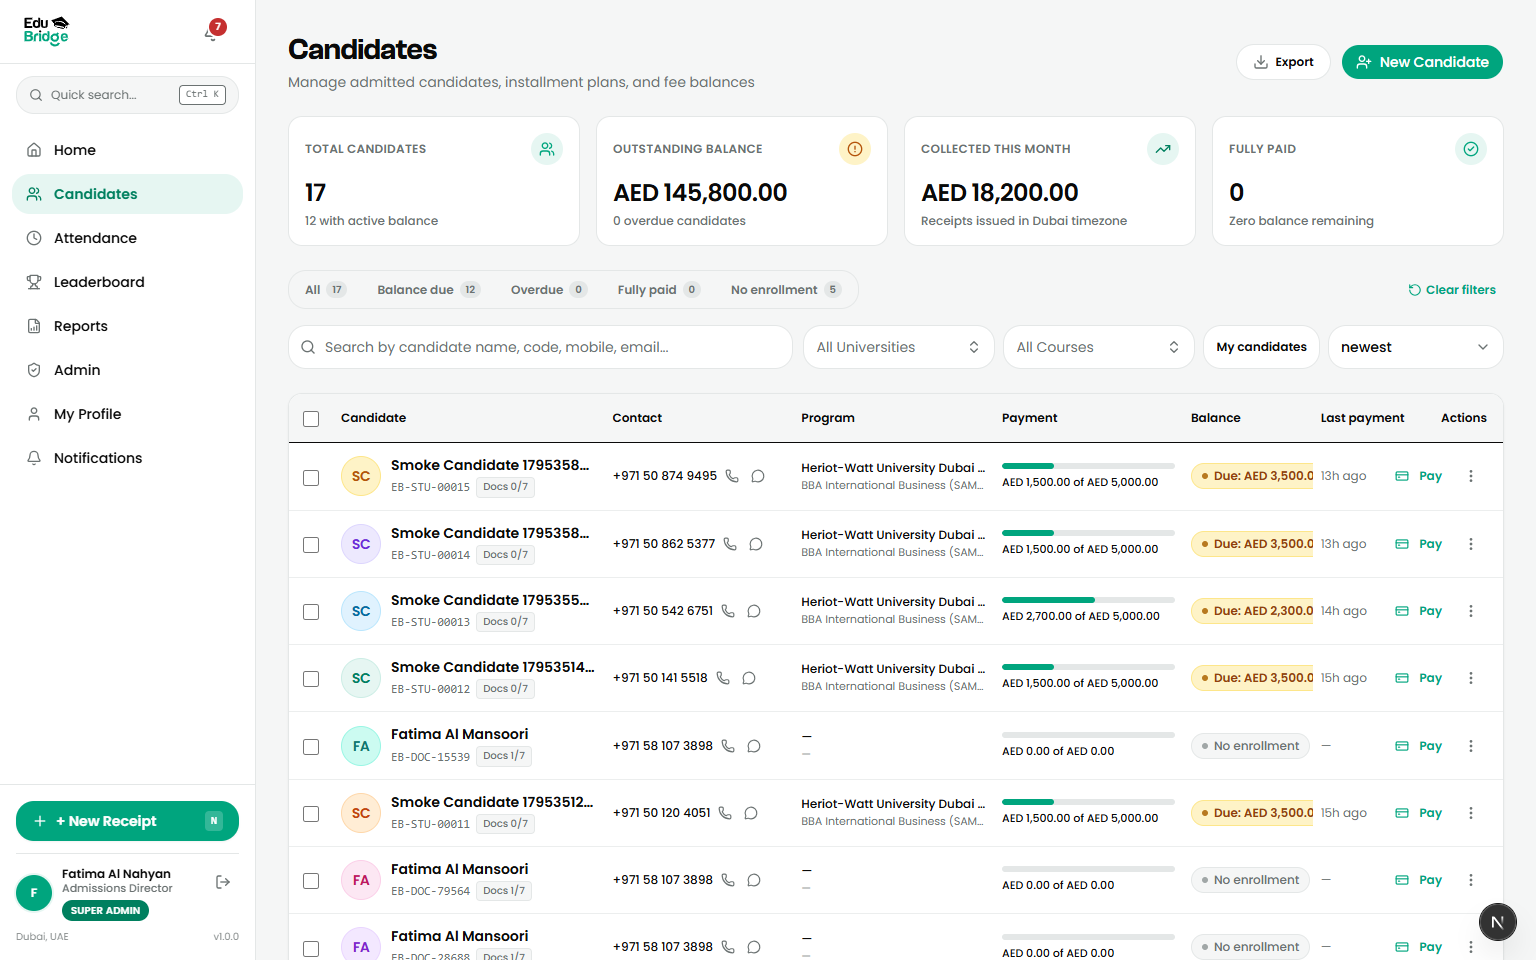 Edu
Bridge
7
Quick search...
Ctrl K
Home
Candidates
Attendance
Leaderboard
Reports
Admin
My Profile
Notifications
+ New Receipt
N
F
Fatima Al Nahyan
Admissions Director
SUPER ADMIN
Dubai, UAE
v1.0.0
Candidates
Manage admitted candidates, installment plans, and fee balances
Export
New Candidate
TOTAL CANDIDATES
17
12 with active balance
OUTSTANDING BALANCE
AED 145,800.00
0 overdue candidates
COLLECTED THIS MONTH
AED 18,200.00
Receipts issued in Dubai timezone
FULLY PAID
0
Zero balance remaining
All 17 Balance due 12 Overdue 0 Fully paid 0 No enrollment 5
Clear filters
Search by candidate name, code, mobile, email...
All Universities
All Courses
My candidates
newest
Candidate Contact Program Payment Balance Last payment Actions
SC
Smoke Candidate 1795358...
EB-STU-00015 Docs 0/7
+971 50 874 9495
Heriot-Watt University Dubai ...
BBA International Business (SAM...
AED 1,500.00 of AED 5,000.00
Due: AED 3,500.0
13h ago
Pay
SC
Smoke Candidate 1795358...
EB-STU-00014 Docs 0/7
+971 50 862 5377
Heriot-Watt University Dubai ...
BBA International Business (SAM...
AED 1,500.00 of AED 5,000.00
Due: AED 3,500.0
13h ago
Pay
SC
Smoke Candidate 1795355...
EB-STU-00013 Docs 0/7
+971 50 542 6751
Heriot-Watt University Dubai ...
BBA International Business (SAM...
AED 2,700.00 of AED 5,000.00
Due: AED 2,300.0
14h ago
Pay
SC
Smoke Candidate 17953514...
EB-STU-00012 Docs 0/7
+971 50 141 5518
Heriot-Watt University Dubai ...
BBA International Business (SAM...
AED 1,500.00 of AED 5,000.00
Due: AED 3,500.0
15h ago
Pay
FA
Fatima Al Mansoori
EB-DOC-15539 Docs 1/7
+971 58 107 3898
—
—
AED 0.00 of AED 0.00
No enrollment
—
Pay
SC
Smoke Candidate 17953512...
EB-STU-00011 Docs 0/7
+971 50 120 4051
Heriot-Watt University Dubai ...
BBA International Business (SAM...
AED 1,500.00 of AED 5,000.00
Due: AED 3,500.0
15h ago
Pay
FA
Fatima Al Mansoori
EB-DOC-79564 Docs 1/7
+971 58 107 3898
—
—
AED 0.00 of AED 0.00
No enrollment
—
Pay
FA
Fatima Al Mansoori
EB-DOC-28688 Docs 1/7
+971 58 107 3898
—
—
AED 0.00 of AED 0.00
No enrollment
—
Pay
N